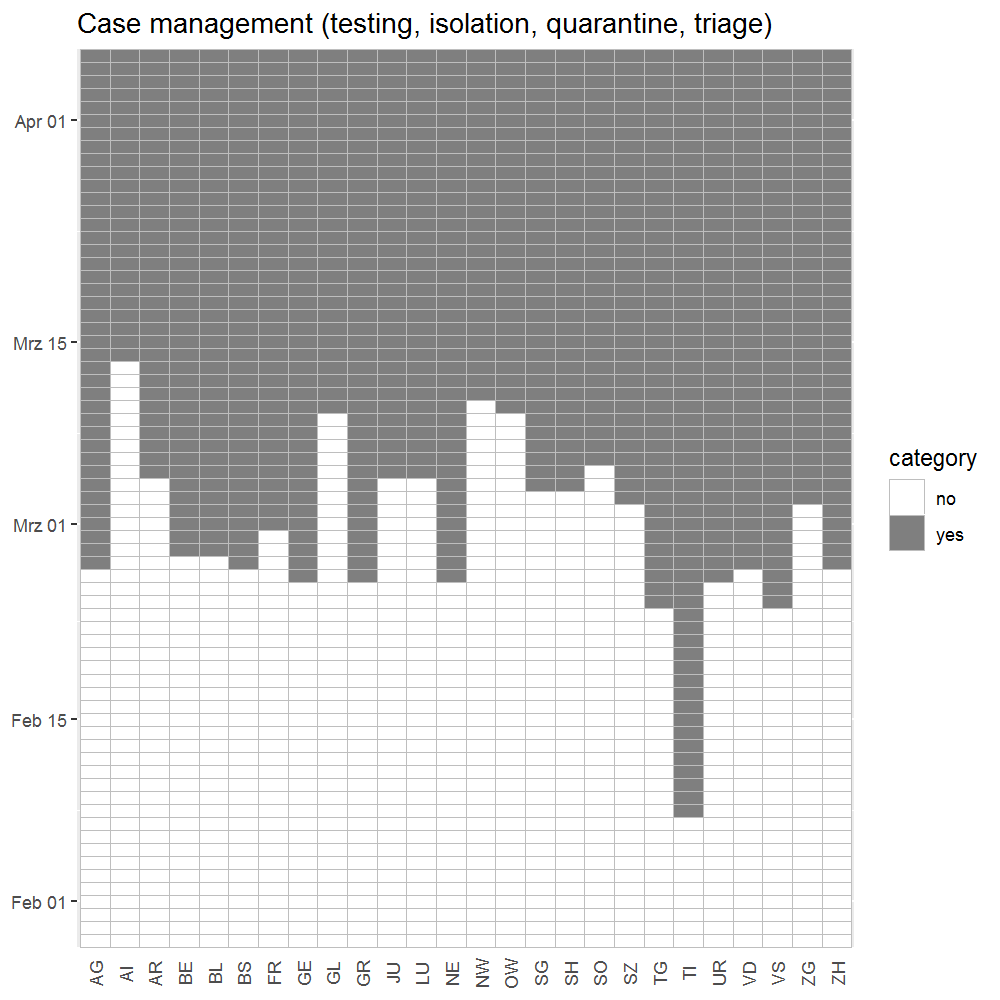 Case management (testing, isolation, quarantine, triage)
Apr 01
Mrz 15
Mrz 01
Feb 15
Feb 01
AG AI AR BE BL BS FR GE GL GR JU LU NE NW OW SG SH SO SZ TG TI UR VD VS ZG ZH
category
no
yes